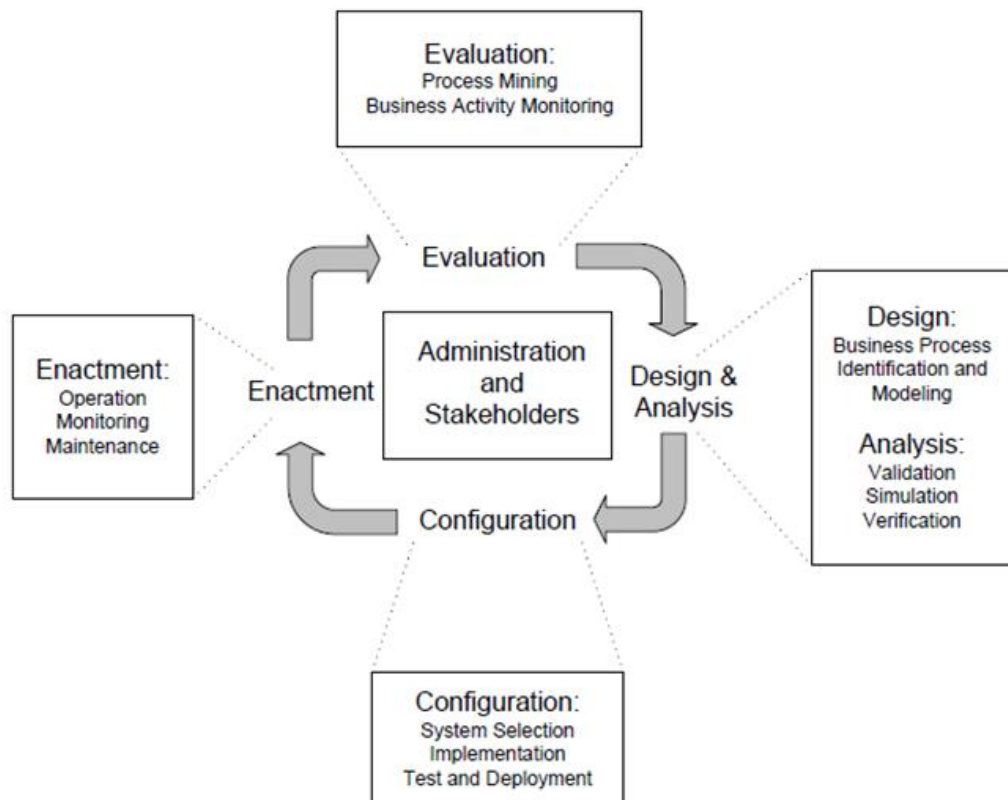 Evaluation:
Process Mining
Business Activity Monitoring
Evaluation
Enactment:
Operation
Monitoring
Maintenance
Enactment
Administration
and
Stakeholders
Design &
Analysis
Design:
Business Process
Identification and
Modeling
Analysis:
Validation
Simulation
Verification
Configuration
Configuration:
System Selection
Implementation
Test and Deployment